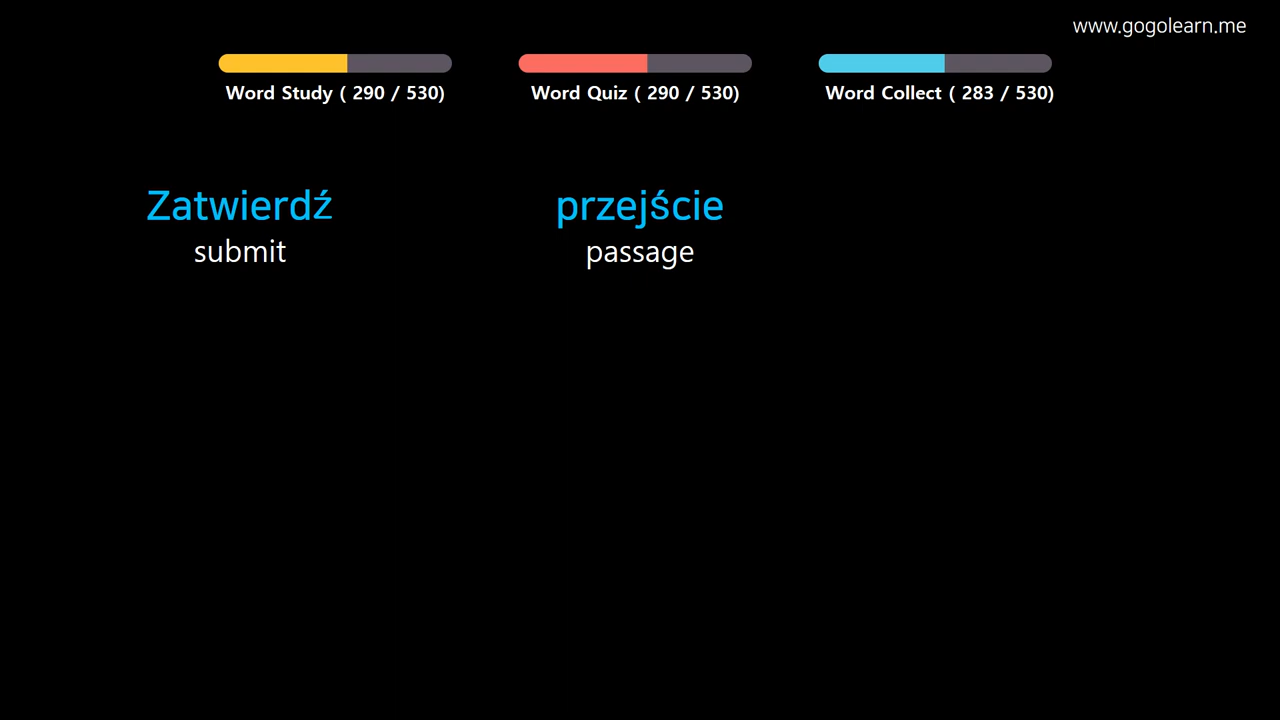 www.gogolearn.me
Word Study ( 290 / 530)
Word Quiz ( 290 / 530)
Word Collect ( 283 / 530)
Zatwierdź
submit
przejście
passage